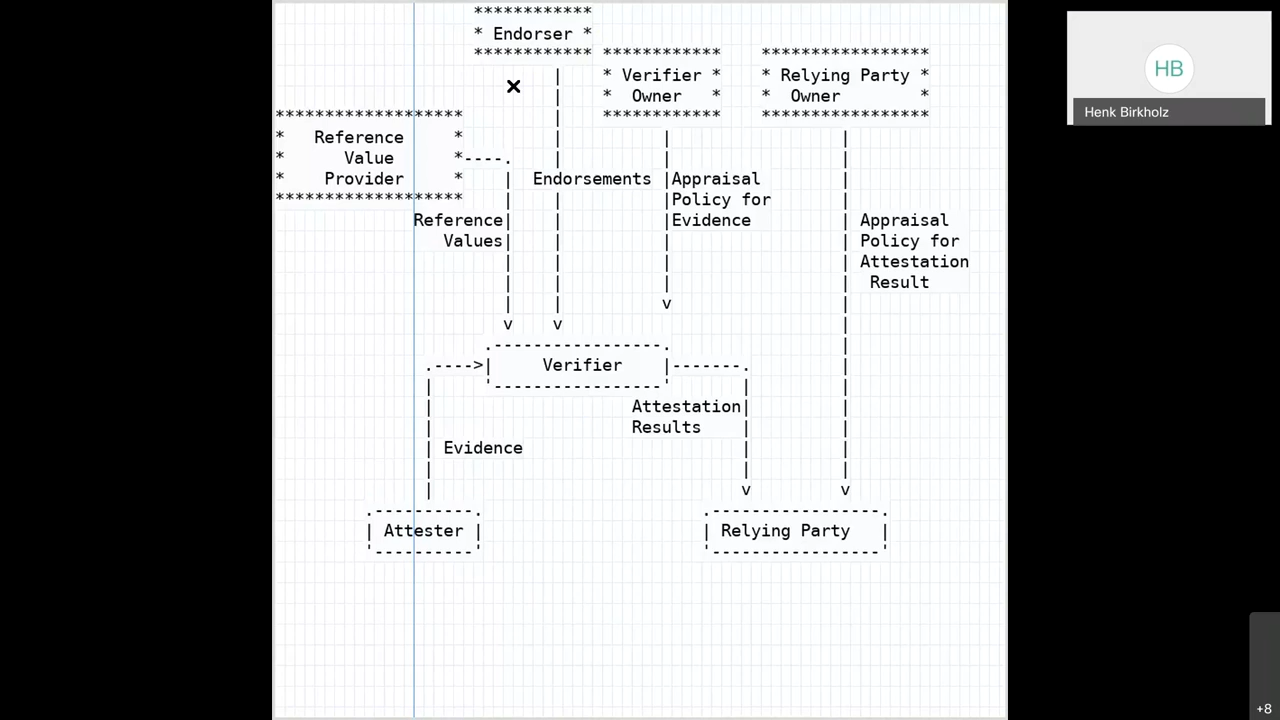 * Endorser *
* Verifier *
* Owner *
* Relying Party *
* Owner *
* Reference *
* Value *----.
* Provider *
Endorsements
Appraisal
Policy for
Evidence
Reference
Values
Appraisal
Policy for
Attestation
Result
.---->| Verifier |-------.
Attestation
Results
Evidence
| Attester |
| Relying Party |
HB
Henk Birkholz
+8